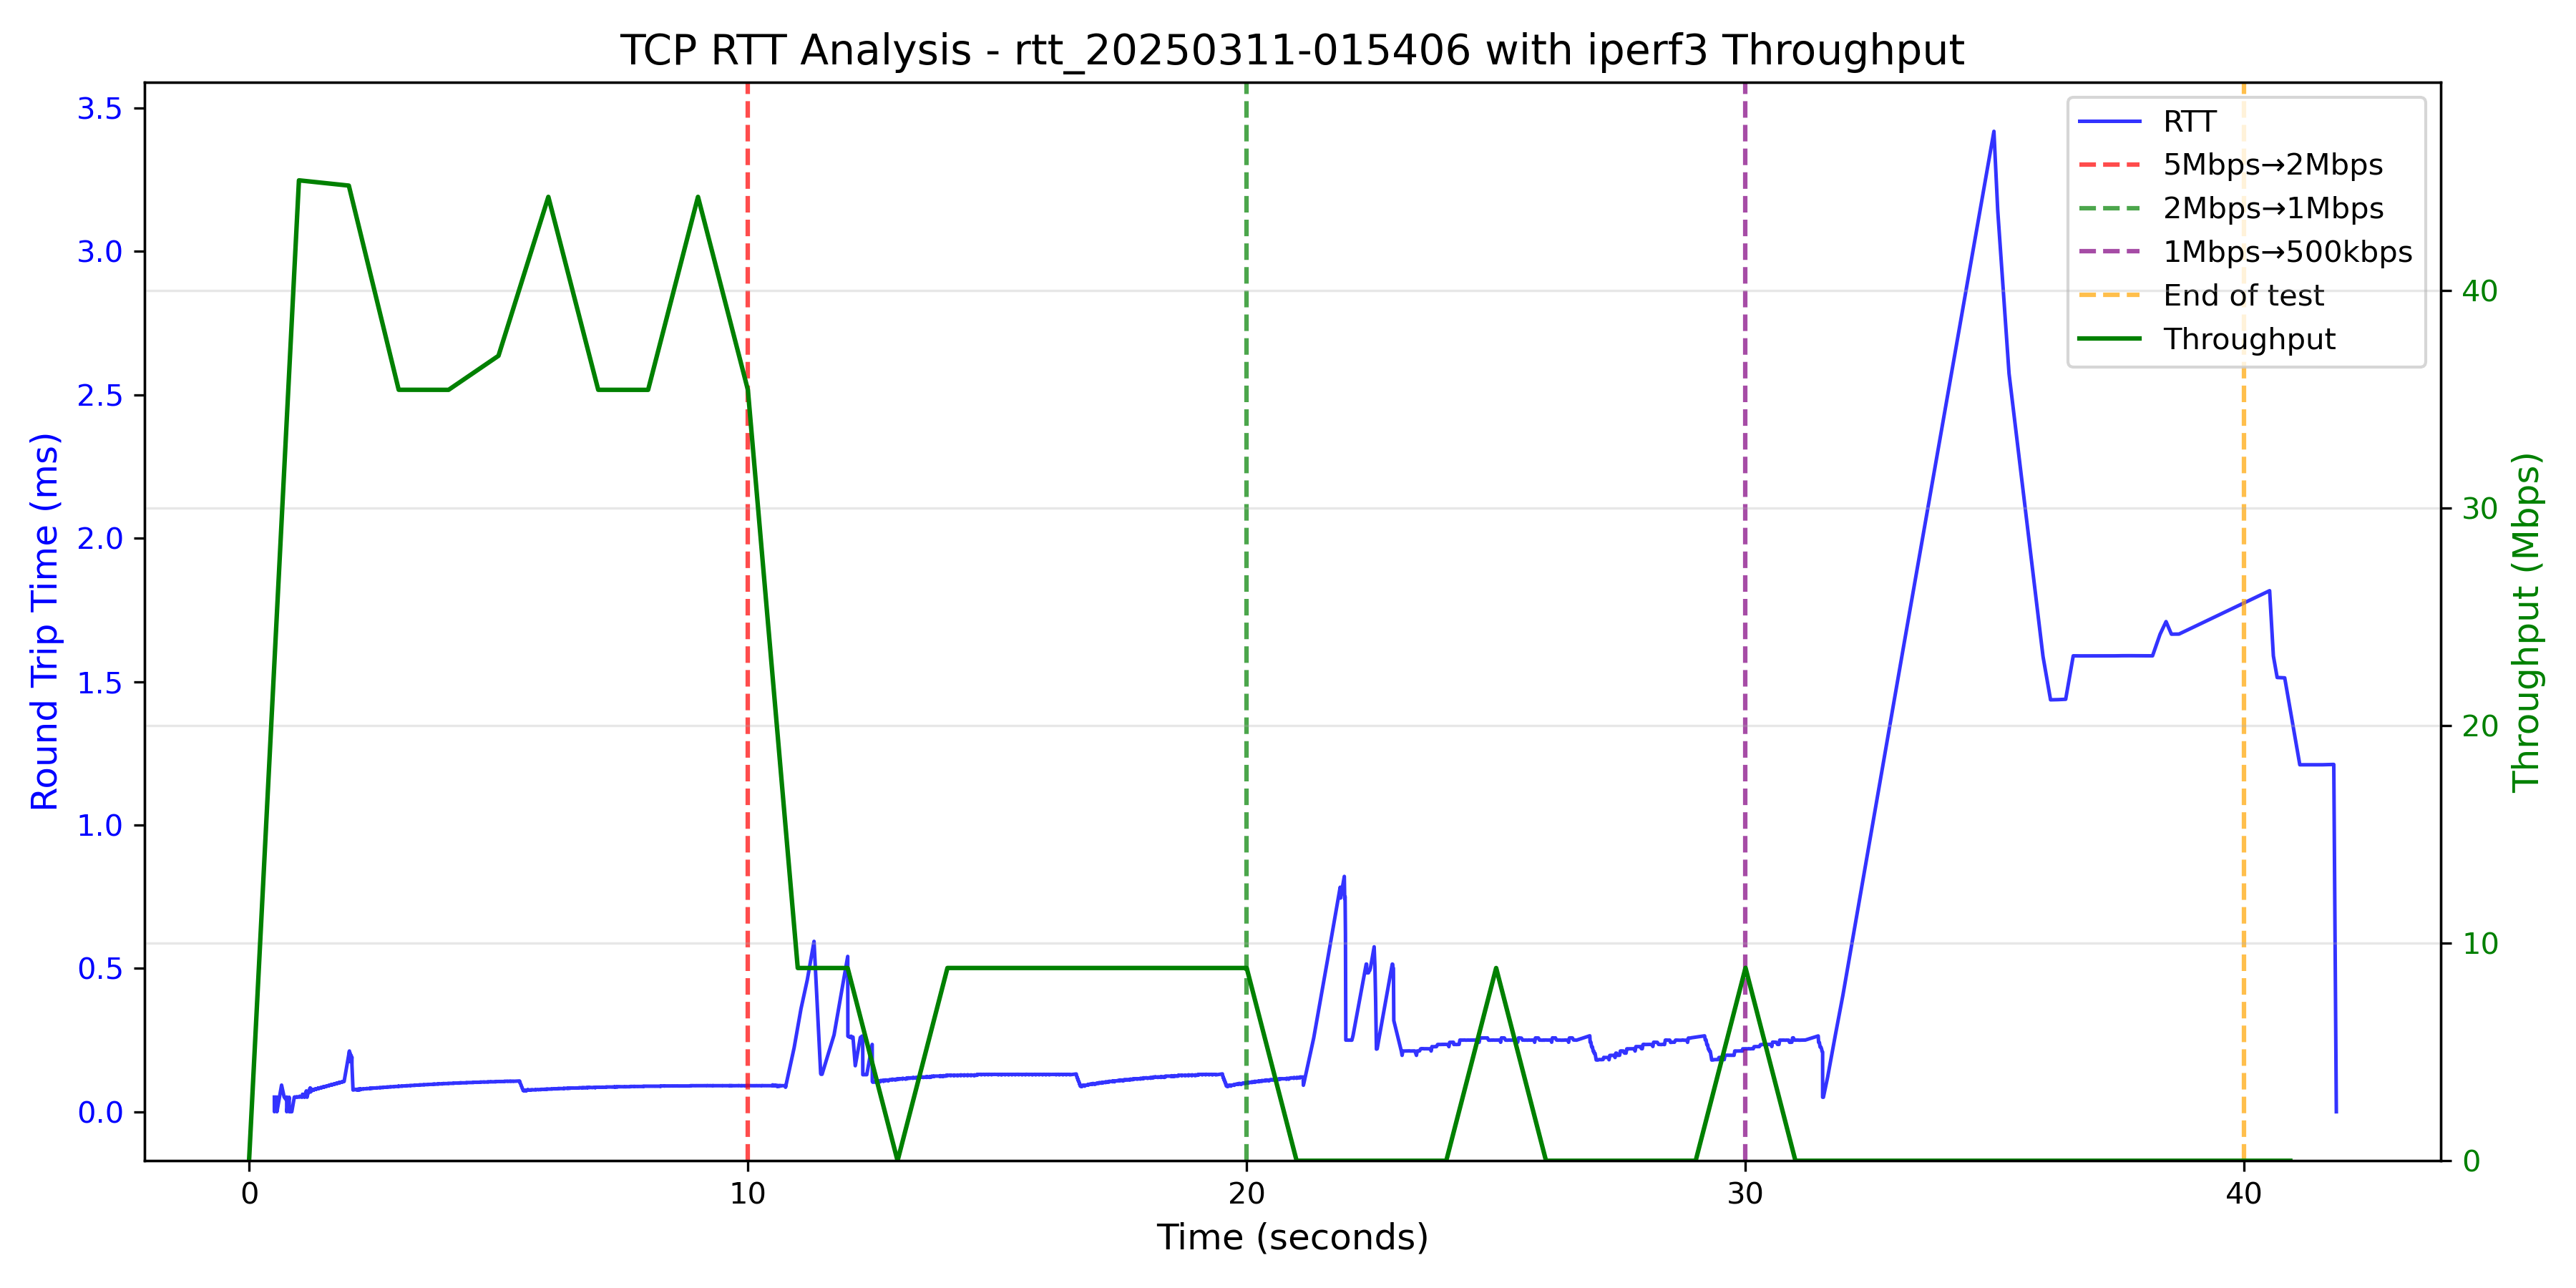 TCP RTT Analysis - rtt_20250311-015406 with iperf3 Throughput
Round Trip Time (ms)
3.5
3.0
2.5
2.0
1.5
1.0
0.5
0.0
RTT
5Mbps→2Mbps
2Mbps→1Mbps
1Mbps→500kbps
End of test
Throughput
40
30
20
10
0
Throughput (Mbps)
0 10 20 30 40
Time (seconds)